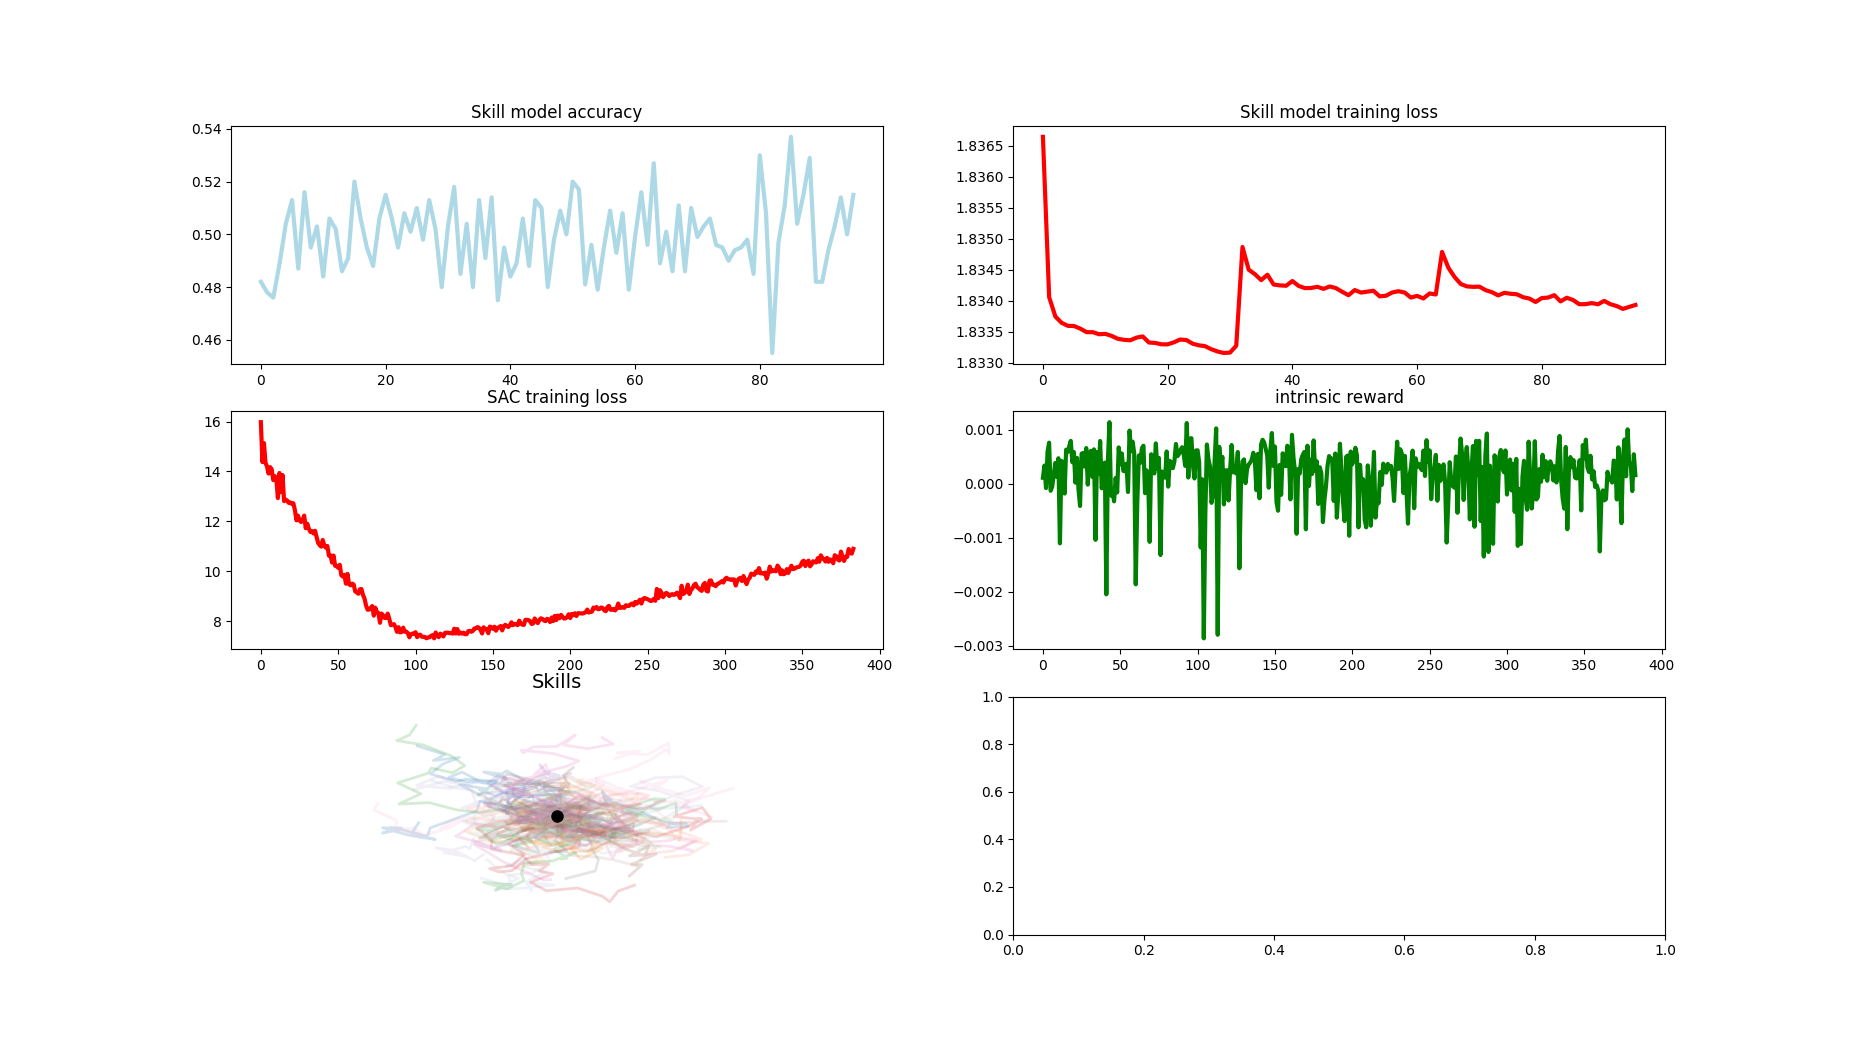 Skill model accuracy
0.54
0.52
0.50
0.48
0.46
0 20 40 60 80
Skill model training loss
1.8365
1.8360
1.8355
1.8350
1.8345
1.8340
1.8335
1.8330
0 20 40 60 80
SAC training loss
16
14
12
10
8
0 50 100 150 200 250 300 350 400
intrinsic reward
0.001
0.000
−0.001
−0.002
−0.003
0 50 100 150 200 250 300 350 400
Skills
1.0
0.8
0.6
0.4
0.2
0.0
0.0 0.2 0.4 0.6 0.8 1.0